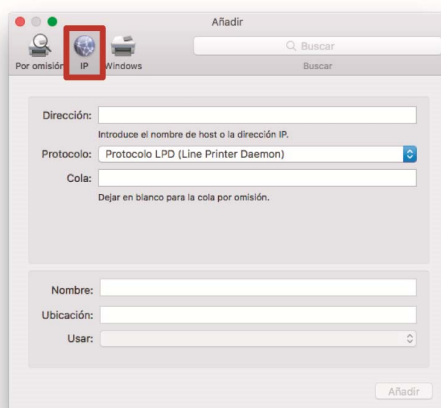 Añadir
Por omisión IP Windows
Buscar
Buscar
Dirección:
Introduce el nombre de host o la dirección IP.
Protocolo: Protocolo LPD (Line Printer Daemon)
Cola:
Dejar en blanco para la cola por omisión.
Nombre:
Ubicación:
Usar:
Añadir